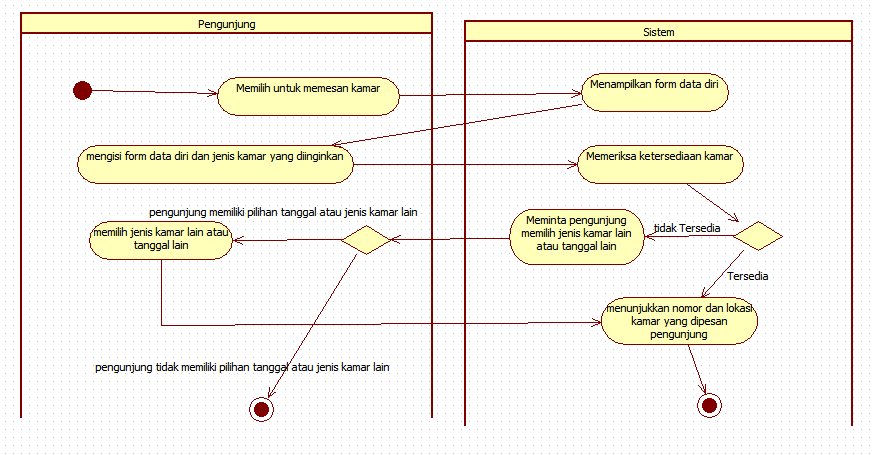 Pengunjung
Sistem
Memilih untuk memesan kamar
Menampilkan form data diri
mengisi form data diri dan jenis kamar yang diinginkan
Memeriksa ketersediaan kamar
pengunjung memiliki pilihan tanggal atau jenis kamar lain
memilih jenis kamar lain atau
tanggal lain
Meminta pengunjung
memilih jenis kamar lain
atau tanggal lain
tidak Tersedia
Tersedia
menunjukkan nomor dan lokasi
kamar yang dipesan
pengunjung
pengunjung tidak memiliki pilihan tanggal atau jenis kamar lain